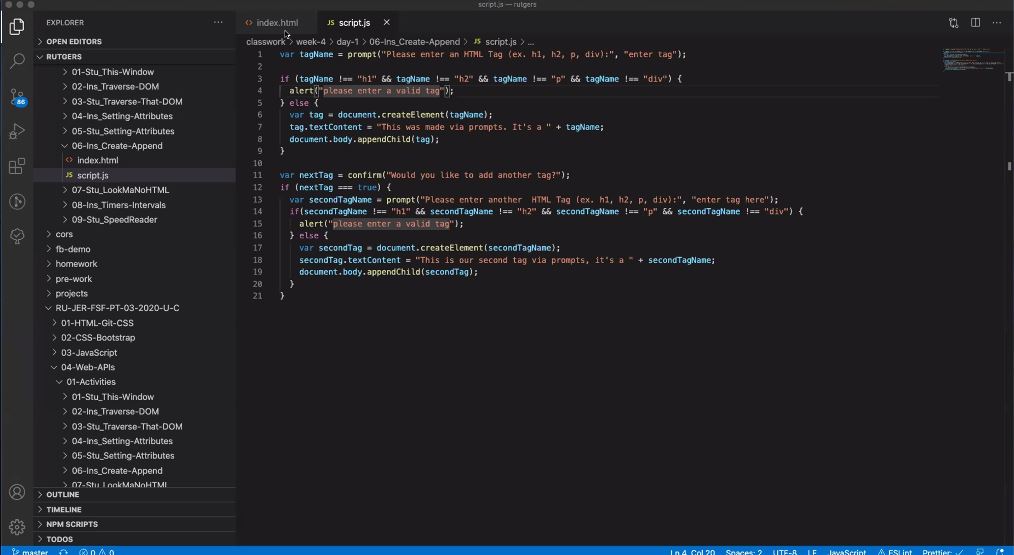 script.js — rutgers
EXPLORER
OPEN EDITORS
RUTGERS
01-Stu_This-Window
02-Ins_Traverse-DOM
03-Stu_Traverse-That-DOM
04-Ins_Setting-Attributes
05-Stu_Setting-Attributes
06-Ins_Create-Append
index.html
JS script.js
07-Stu_LookMaNoHTML
08-Ins_Timers-Intervals
09-Stu_SpeedReader
cors
fb-demo
homework
pre-work
projects
RU-JER-FSF-PT-03-2020-U-C
01-HTML-Git-CSS
02-CSS-Bootstrap
03-JavaScript
04-Web-APIs
01-Activities
01-Stu_This-Window
02-Ins_Traverse-DOM
03-Stu_Traverse-That-DOM
04-Ins_Setting-Attributes
05-Stu_Setting-Attributes
06-Ins_Create-Append
07-Stu_LookMaNoHTML
OUTLINE
TIMELINE
NPM SCRIPTS
TODOS
86
index.html
JS script.js
classwork > week-4 > day-1 > 06-Ins_Create-Append > JS script.js > ...
1 var tagName = prompt("Please enter an HTML Tag (ex. h1, h2, p, div):", "enter tag");
2
3 if (tagName !== "h1" && tagName !== "h2" && tagName !== "p" && tagName !== "div") {
4 alert("please enter a valid tag");
5 } else {
6 var tag = document.createElement(tagName);
7 tag.textContent = "This was made via prompts. It's a " + tagName;
8 document.body.appendChild(tag);
9 }
10
11 var nextTag = confirm("Would you like to add another tag?");
12 if (nextTag === true) {
13 var secondTagName = prompt("Please enter another  HTML Tag (ex. h1, h2, p, div):", "enter tag here");
14 if(secondTagName !== "h1" && secondTagName !== "h2" && secondTagName !== "p" && secondTagName !== "div") {
15 alert("please enter a valid tag");
16 } else {
17 var secondTag = document.createElement(secondTagName);
18 secondTag.textContent = "This is our second tag via prompts, it's a " + secondTagName;
19 document.body.appendChild(secondTag);
20 }
21 }
master 0 0 Ln 4, Col 20 Spaces: 2 UTF-8 LF JavaScript ESLint Prettier: ✓